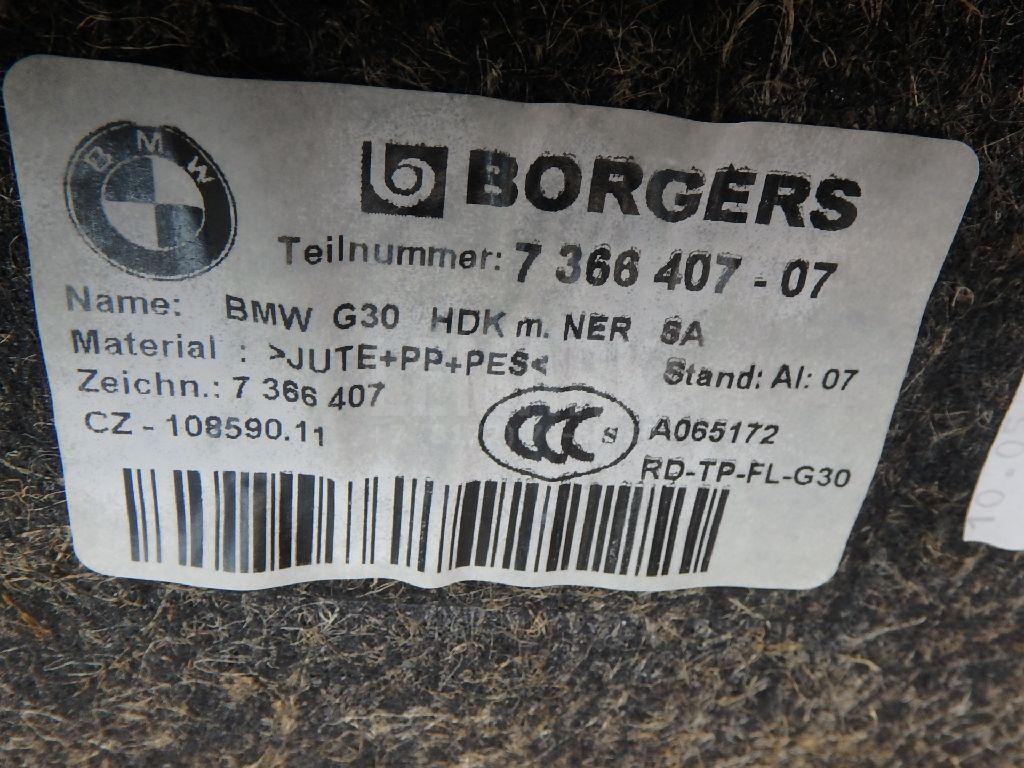 BMW
BORGERS
Teilnummer: 7 366 407 - 07
Name: BMW G30 HDK m. NER SA
Material : >JUTE+PP+PES<
Stand: AI: 07
Zeichn.: 7 366 407
CZ - 108590.11
CCC S
A065172
RD-TP-FL-G30